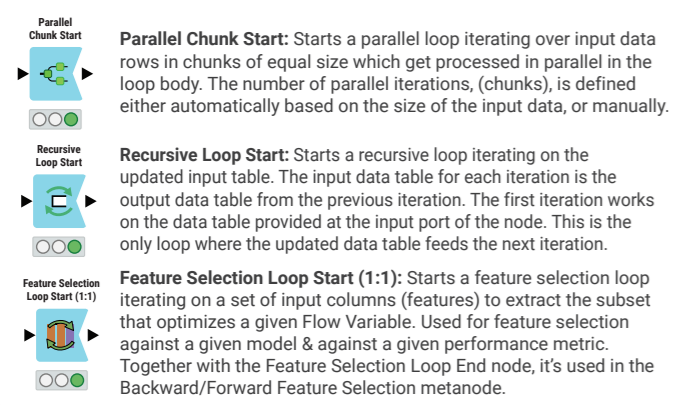 Parallel
Chunk Start
Parallel Chunk Start: Starts a parallel loop iterating over input data
rows in chunks of equal size which get processed in parallel in the
loop body. The number of parallel iterations, (chunks), is defined
either automatically based on the size of the input data, or manually.
Recursive
Loop Start
Recursive Loop Start: Starts a recursive loop iterating on the
updated input table. The input data table for each iteration is the
output data table from the previous iteration. The first iteration works
on the data table provided at the input port of the node. This is the
only loop where the updated data table feeds the next iteration.
Feature Selection
Loop Start (1:1)
Feature Selection Loop Start (1:1): Starts a feature selection loop
iterating on a set of input columns (features) to extract the subset
that optimizes a given Flow Variable. Used for feature selection
against a given model & against a given performance metric.
Together with the Feature Selection Loop End node, it's used in the
Backward/Forward Feature Selection metanode.